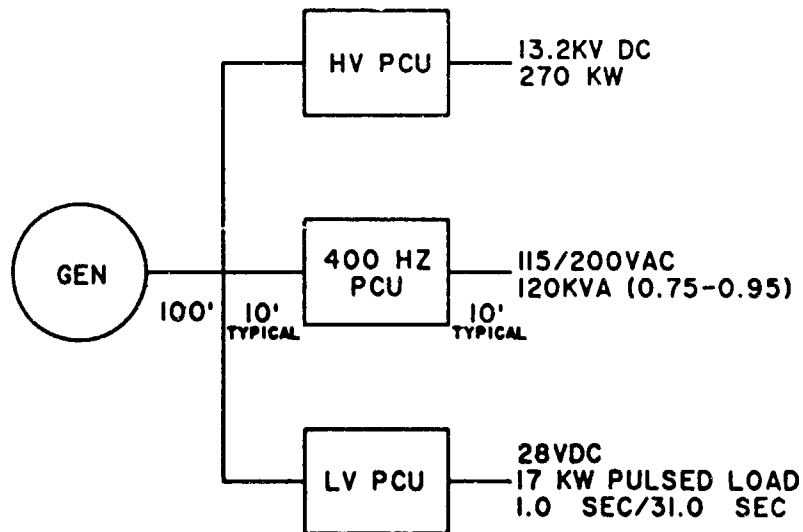 HV PCU
13.2KV DC
270 KW
GEN
400 HZ
PCU
115/200VAC
120KVA (0.75-0.95)
100'
10'
TYPICAL
10'
TYPICAL
LV PCU
28VDC
17 KW PULSED LOAD
1.0 SEC/31.0 SEC